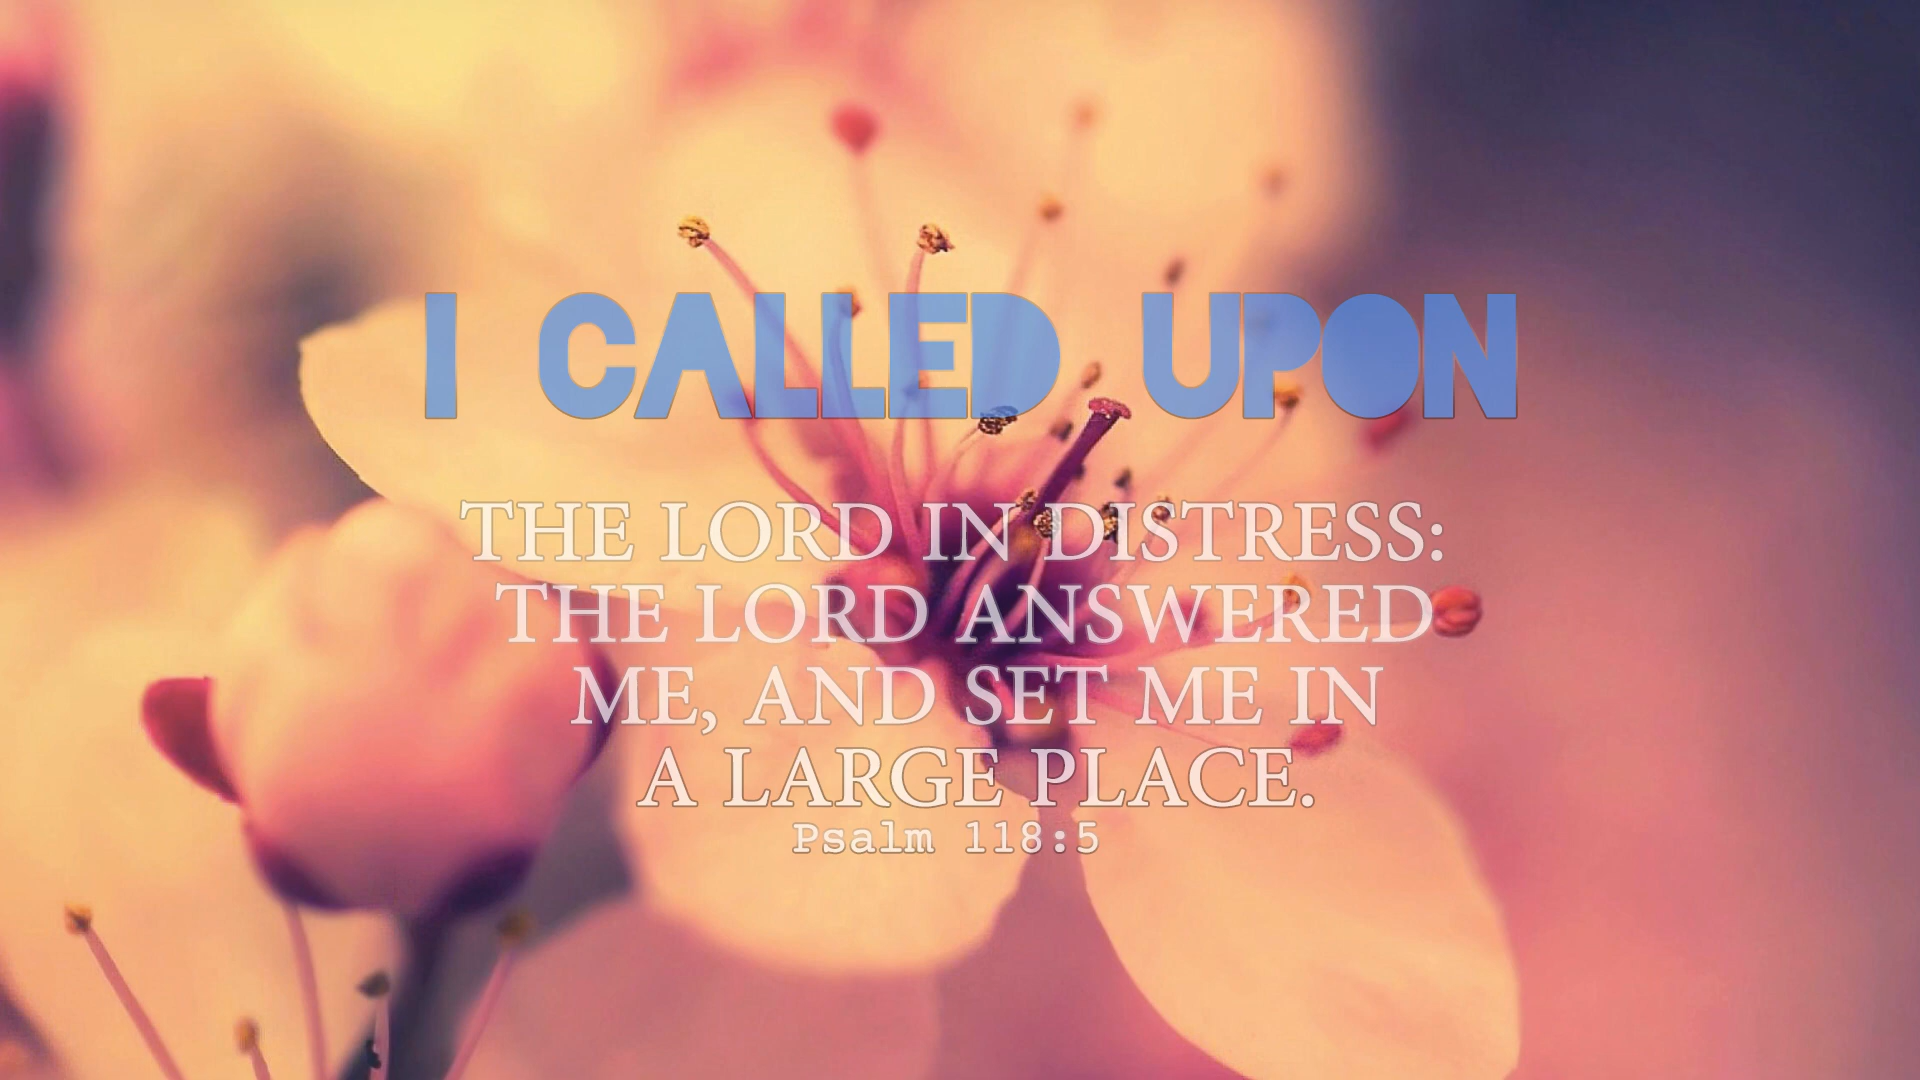 I CALLED UPON
THE LORD IN DISTRESS:
THE LORD ANSWERED
ME, AND SET ME IN
A LARGE PLACE.
Psalm 118:5